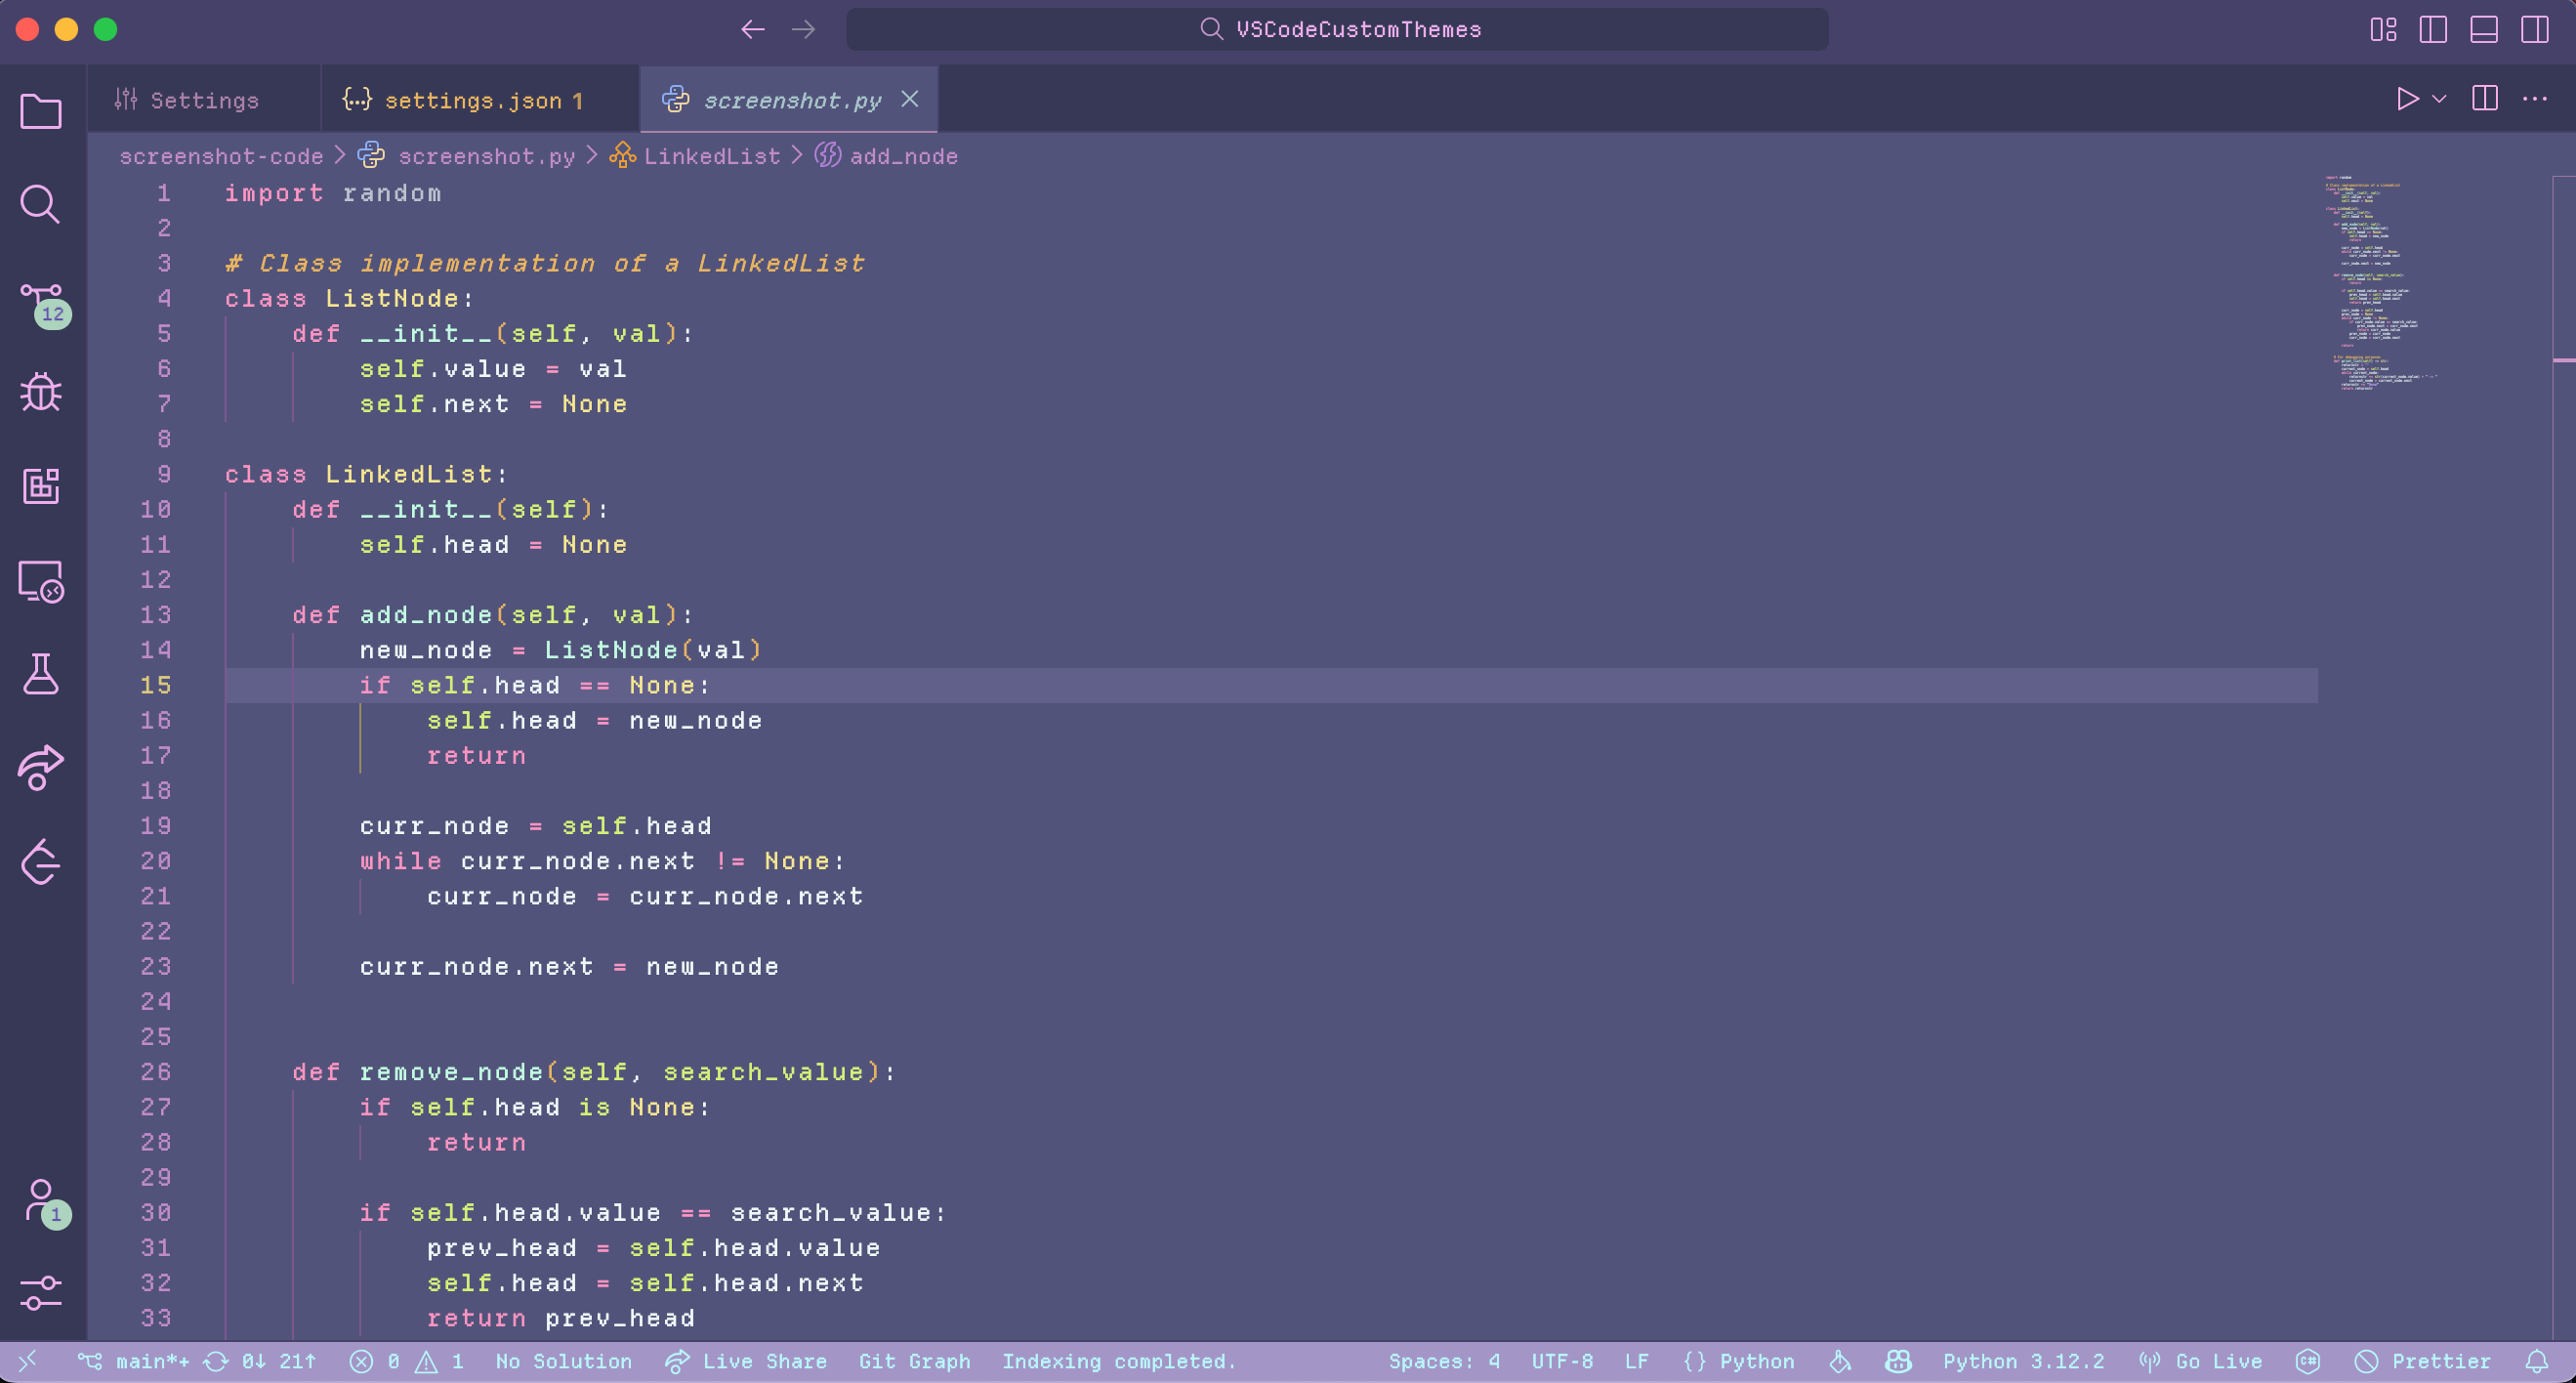 VSCodeCustomThemes
Settings
settings.json 1
screenshot.py
screenshot-code > screenshot.py > LinkedList > add_node
1 import random
2
3 # Class implementation of a LinkedList
4 class ListNode:
5     def __init__(self, val):
6         self.value = val
7         self.next = None
8
9 class LinkedList:
10     def __init__(self):
11         self.head = None
12
13     def add_node(self, val):
14         new_node = ListNode(val)
15         if self.head == None:
16             self.head = new_node
17             return
18
19         curr_node = self.head
20         while curr_node.next != None:
21             curr_node = curr_node.next
22
23         curr_node.next = new_node
24
25
26     def remove_node(self, search_value):
27         if self.head is None:
28             return
29
30         if self.head.value == search_value:
31             prev_head = self.head.value
32             self.head = self.head.next
33             return prev_head
12
1
main*+ 0↓ 21↑ 0 1 No Solution Live Share Git Graph Indexing completed. Spaces: 4 UTF-8 LF {} Python Python 3.12.2 Go Live C# Prettier